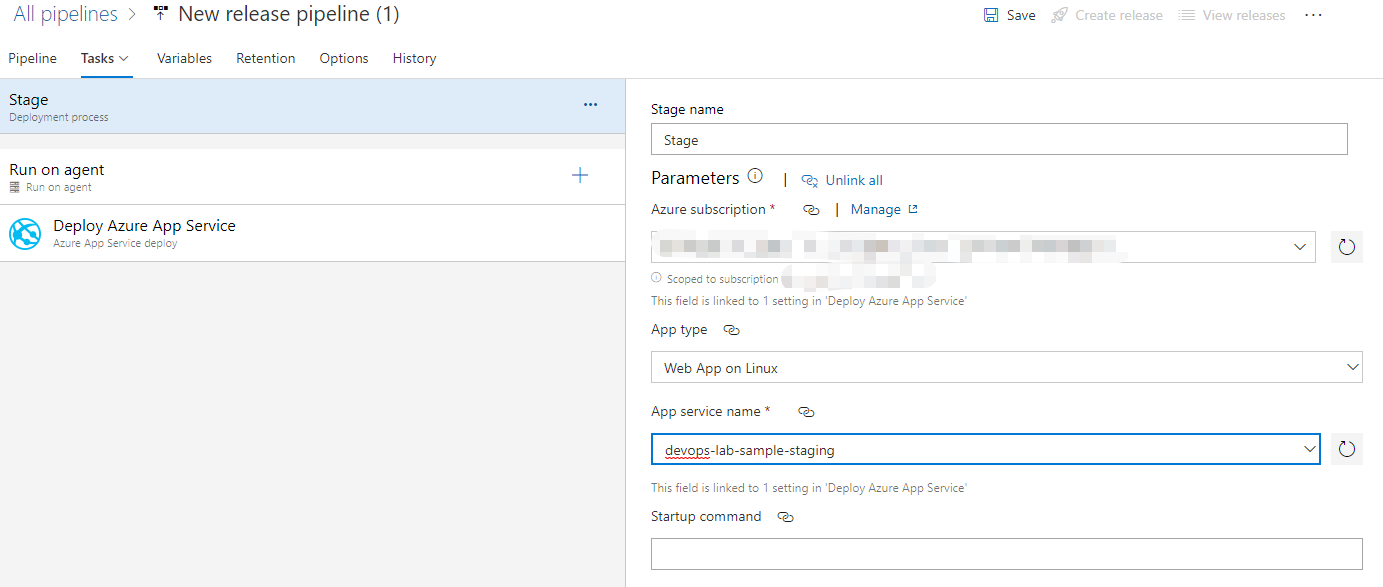 All pipelines > New release pipeline (1)
Save Create release View releases ...
Pipeline Tasks Variables Retention Options History
Stage
Deployment process
...
Run on agent
Run on agent
Deploy Azure App Service
Azure App Service deploy
Stage name
Stage
Parameters | Unlink all
Azure subscription * | Manage
Scoped to subscription
This field is linked to 1 setting in 'Deploy Azure App Service'
App type
Web App on Linux
App service name *
devops-lab-sample-staging
This field is linked to 1 setting in 'Deploy Azure App Service'
Startup command